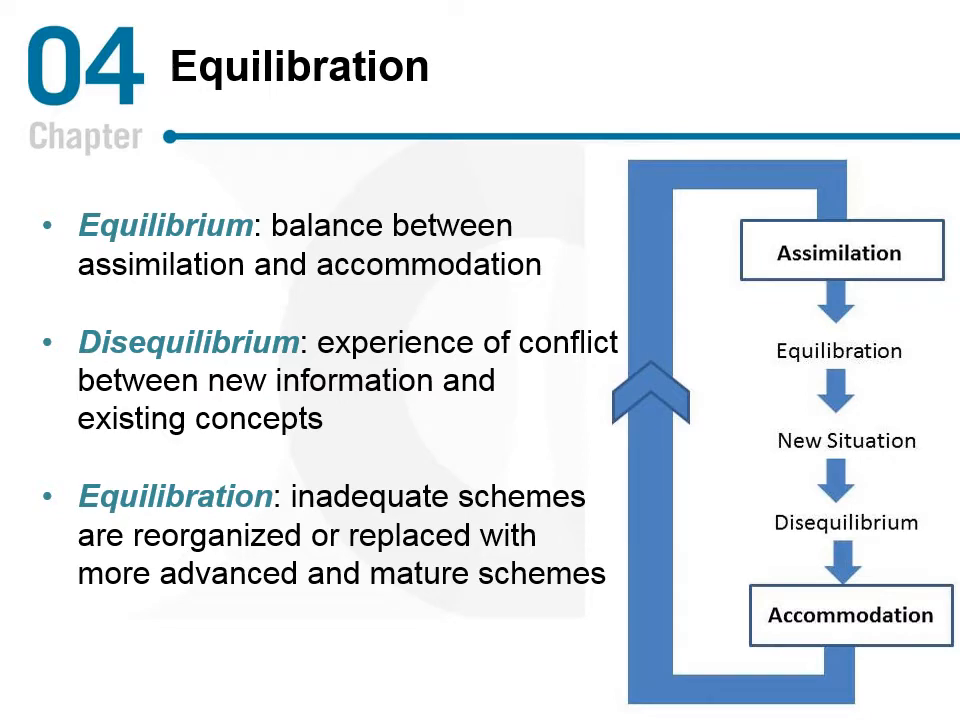 04
Chapter
Equilibration
• Equilibrium: balance between
assimilation and accommodation
• Disequilibrium: experience of conflict
between new information and
existing concepts
• Equilibration: inadequate schemes
are reorganized or replaced with
more advanced and mature schemes
Assimilation
Equilibration
New Situation
Disequilibrium
Accommodation